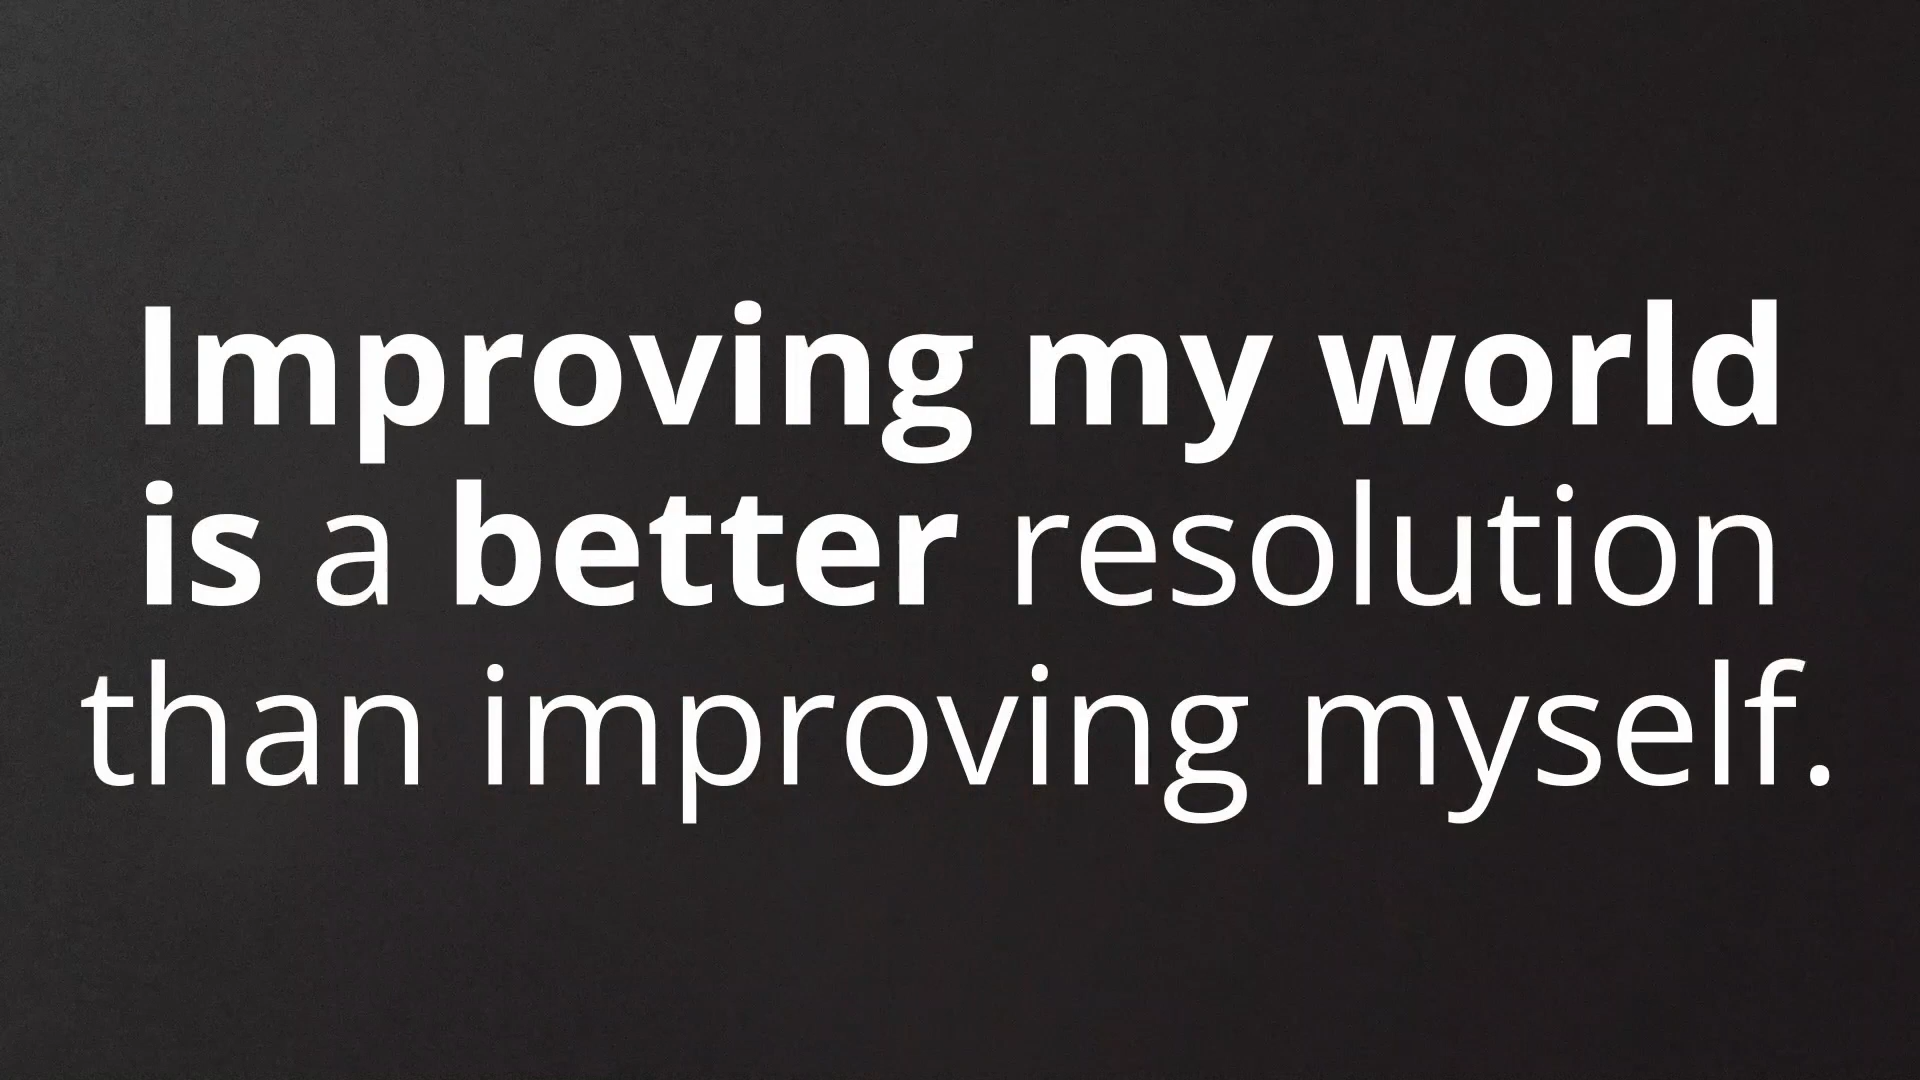 Improving my world
is a better resolution
than improving myself.